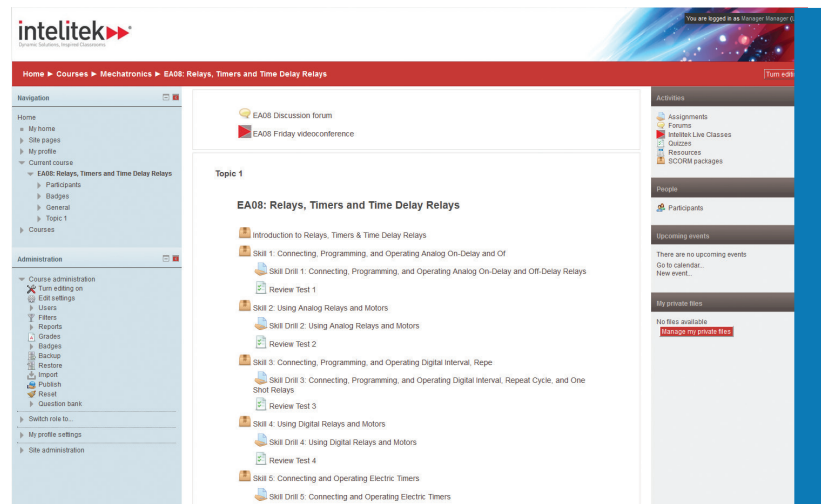 intelitek
Dynamic Solutions, Inspired Classrooms
You are logged in as Manager Manager (L
Home ► Courses ► Mechatronics ► EA08: Relays, Timers and Time Delay Relays
Turn editi
Navigation
Home
My home
Site pages
My profile
Current course
EA08: Relays, Timers and Time Delay Relays
Participants
Badges
General
Topic 1
Courses
Administration
Course administration
Turn editing on
Edit settings
Users
Filters
Reports
Grades
Badges
Backup
Restore
Import
Publish
Reset
Question bank
Switch role to...
My profile settings
Site administration
EA08 Discussion forum
EA08 Friday videoconference
Topic 1
EA08: Relays, Timers and Time Delay Relays
Introduction to Relays, Timers & Time Delay Relays
Skill 1: Connecting, Programming, and Operating Analog On-Delay and Of
Skill Drill 1: Connecting, Programming, and Operating Analog On-Delay and Off-Delay Relays
Review Test 1
Skill 2: Using Analog Relays and Motors
Skill Drill 2: Using Analog Relays and Motors
Review Test 2
Skill 3: Connecting, Programming, and Operating Digital Interval, Repe
Skill Drill 3: Connecting, Programming, and Operating Digital Interval, Repeat Cycle, and One
Shot Relays
Review Test 3
Skill 4: Using Digital Relays and Motors
Skill Drill 4: Using Digital Relays and Motors
Review Test 4
Skill 5: Connecting and Operating Electric Timers
Skill Drill 5: Connecting and Operating Electric Timers
Activities
Assignments
Forums
Intelitek Live Classes
Quizzes
Resources
SCORM packages
People
Participants
Upcoming events
There are no upcoming events
Go to calendar...
New event...
My private files
No files available
Manage my private files